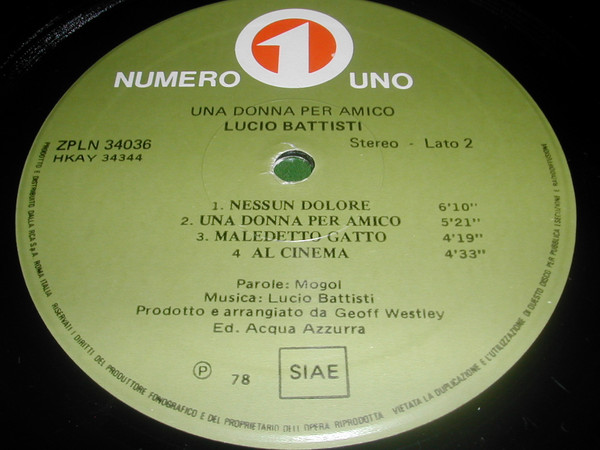 NUMERO 1 UNO
UNA DONNA PER AMICO
LUCIO BATTISTI
ZPLN 34036
HKAY 34344
Stereo - Lato 2
1. NESSUN DOLORE 6'10"
2. UNA DONNA PER AMICO 5'21"
3. MALEDETTO GATTO 4'19"
4 AL CINEMA 4'33"
Parole: Mogol
Musica: Lucio Battisti
Prodotto e arrangiato da Geoff Westley
Ed. Acqua Azzurra
P 78 SIAE
PRODOTTO E DISTRIBUITO DALLA RCA S.p.A. ROMA ITALIA
RISERVATI I DIRITTI DEL PRODUTTORE FONOGRAFICO E DEL PROPRIETARIO DELL'OPERA RIPRODOTTA VIETATA LA DUPLICAZIONE E L'UTILIZZAZIONE DI QUESTO DISCO PER PUBBLICA ESECUZIONE E RADIODIFFUSIONE